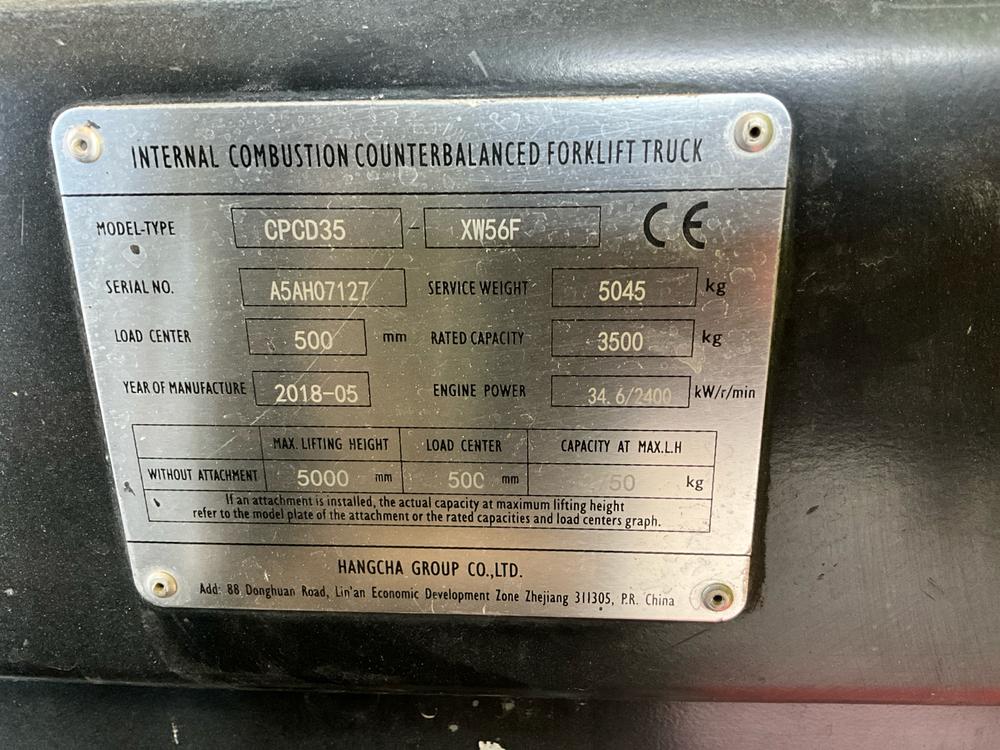 INTERNAL COMBUSTION COUNTERBALANCED FORKLIFT TRUCK
MODEL-TYPE CPCD35 - XW56F CE
SERIAL NO. A5AH07127 SERVICE WEIGHT 5045 kg
LOAD CENTER 500 mm RATED CAPACITY 3500 kg
YEAR OF MANUFACTURE 2018-05 ENGINE POWER 34.6/2400 kW/r/min
MAX. LIFTING HEIGHT LOAD CENTER CAPACITY AT MAX.L.H
WITHOUT ATTACHMENT 5000 mm 500 mm kg
If an attachment is installed, the actual capacity at maximum lifting height
refer to the model plate of the attachment or the rated capacities and load centers graph.
HANGCHA GROUP CO.,LTD.
Add: 88 Donghuan Road, Lin'an Economic Development Zone Zhejiang 311305, P.R. China